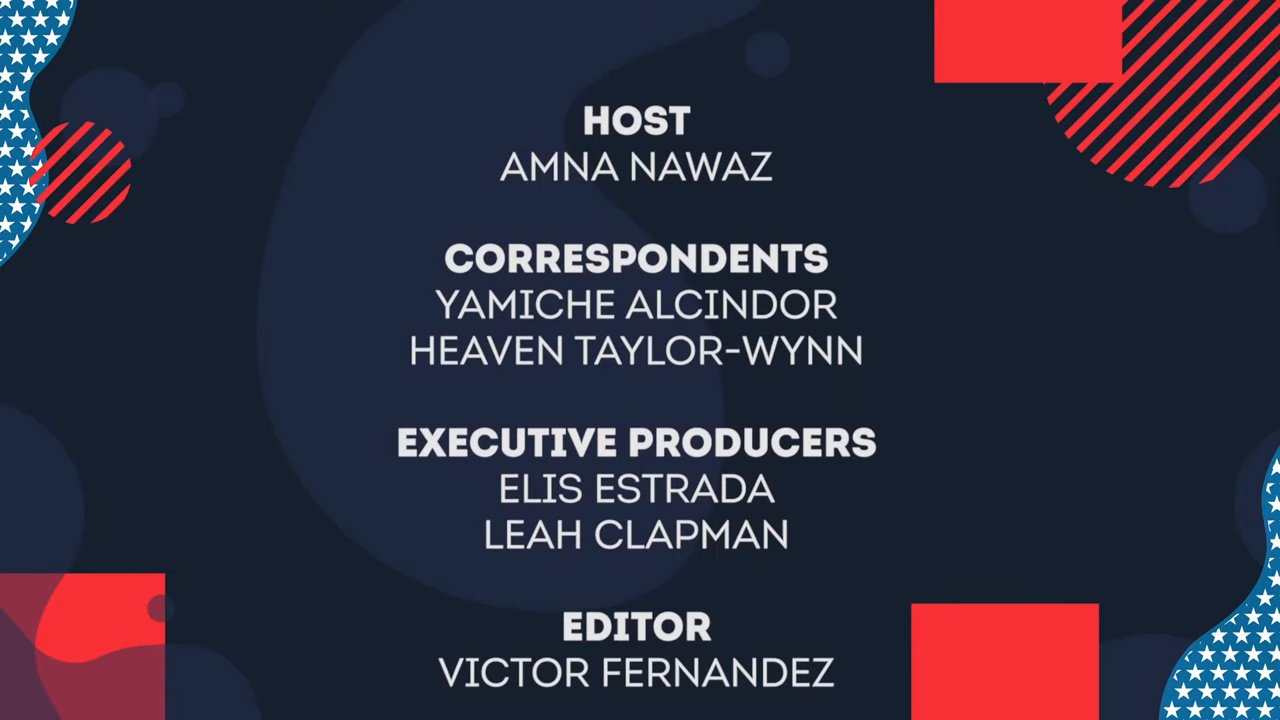 HOST
AMNA NAWAZ
CORRESPONDENTS
YAMICHE ALCINDOR
HEAVEN TAYLOR-WYNN
EXECUTIVE PRODUCERS
ELIS ESTRADA
LEAH CLAPMAN
EDITOR
VICTOR FERNANDEZ